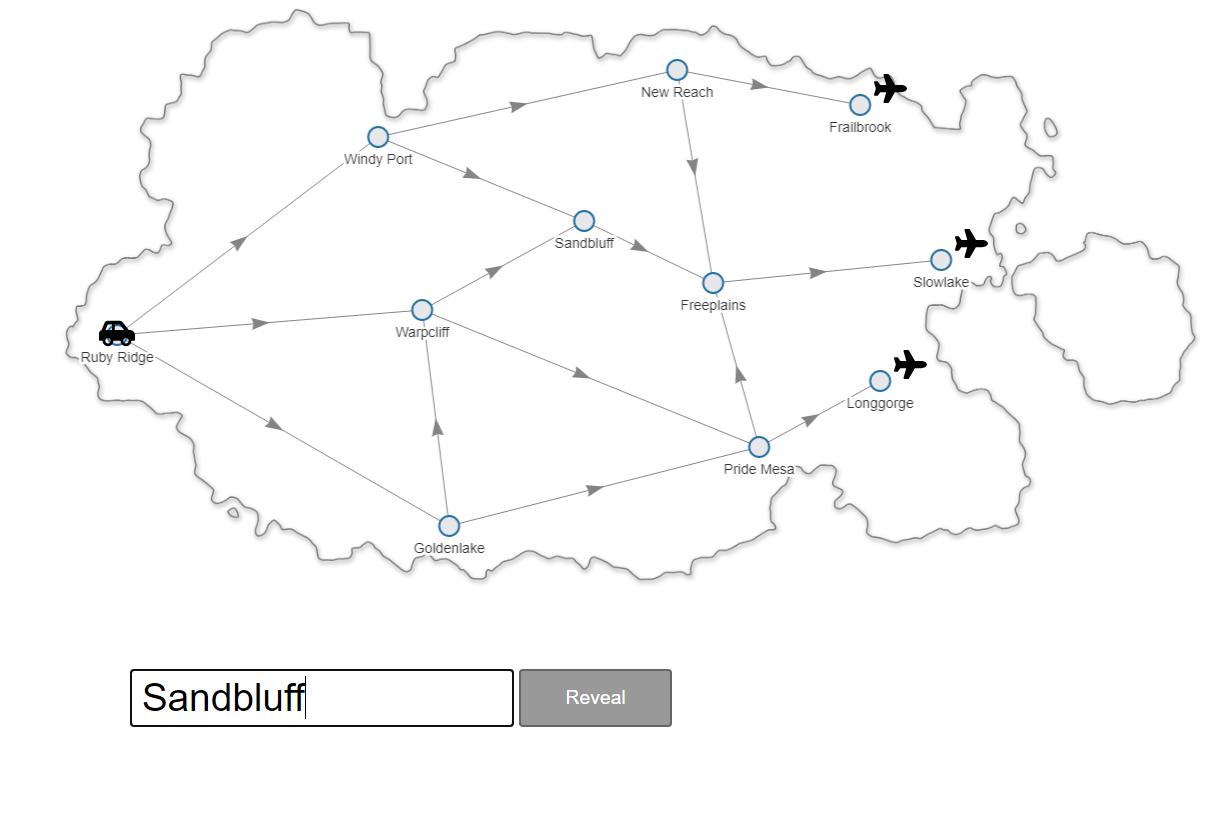 New Reach
Frailbrook
Windy Port
Sandbluff
Slowlake
Freeplains
Warpcliff
Ruby Ridge
Longgorge
Pride Mesa
Goldenlake
Sandbluff
Reveal